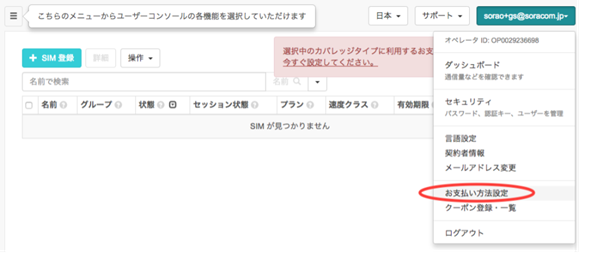 こちらのメニューからユーザーコンソールの各機能を選択していただけます
日本
サポート
sorao+gs@soracom.jp
選択中のカバレッジタイプに利用するお支
今すぐ設定してください。
+ SIM 登録
詳細
操作
名前で検索
名前
名前
グループ
状態
セッション状態
プラン
速度クラス
有効期限
SIM が見つかりません
オペレータ ID: OP0029236698
ダッシュボード
通信量などを確認できます
セキュリティ
パスワード、認証キー、ユーザーを管理
言語設定
契約者情報
メールアドレス変更
お支払い方法設定
クーポン登録・一覧
ログアウト